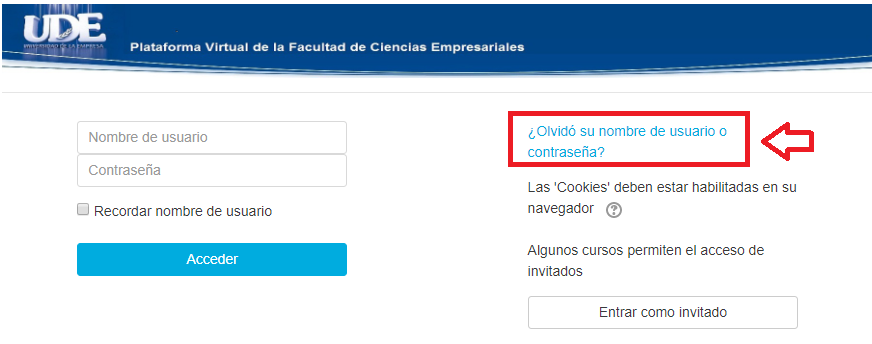 UDE
UNIVERSIDAD DE LA EMPRESA
Plataforma Virtual de la Facultad de Ciencias Empresariales
Nombre de usuario
Contraseña
Recordar nombre de usuario
Acceder
¿Olvidó su nombre de usuario o
contraseña?
Las 'Cookies' deben estar habilitadas en su
navegador ?
Algunos cursos permiten el acceso de
invitados
Entrar como invitado